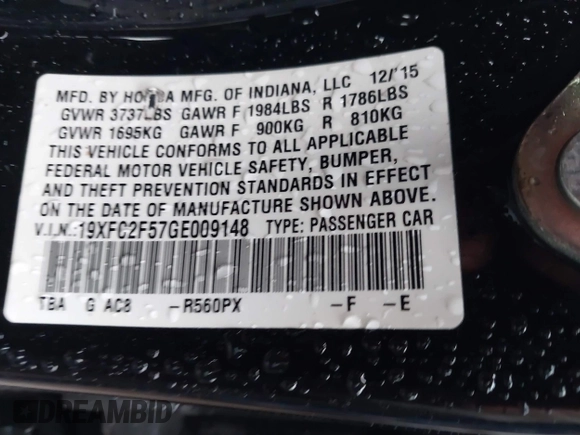 MFD. BY HONDA MFG. OF INDIANA, LLC 12/15
GVWR 3737LBS GAWR F 1984LBS R 1786LBS
GVWR 1695KG GAWR F 900KG R 810KG
THIS VEHICLE CONFORMS TO ALL APPLICABLE
FEDERAL MOTOR VEHICLE SAFETY, BUMPER,
AND THEFT PREVENTION STANDARDS IN EFFECT
ON THE DATE OF MANUFACTURE SHOWN ABOVE.
V.I.N.:19XFC2F57GE009148 TYPE: PASSENGER CAR
TBA G AC8 -R560PX -F -E
DREAMBID